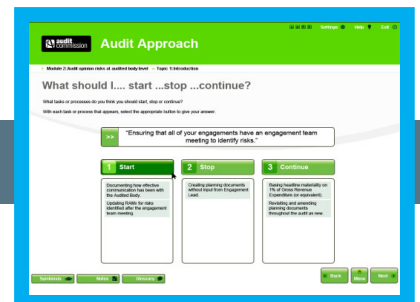 Settings Help Exit
audit commission Audit Approach
Module 2: Audit opinion risks at audited body level – Topic 1: Introduction
What should I.... start ...stop ...continue?
What tasks or processes do you think you should start, stop or continue?
With each task or process that appears, select the appropriate button to give your answer.
>> "Ensuring that all of your engagements have an engagement team
meeting to identify risks."
1 Start
2 Stop
3 Continue
Documenting how effective
communication has been with
the Audited Body.
Updating RAMs for risks
identified after the engagement
team meeting
Creating planning documents
without input from Engagement
Lead.
Basing headline materiality on
1% of Gross Revenue
Expenditure (or equivalent).
Revisiting and amending
planning documents
throughout the audit as new
Notes
Glossary
Back
Menu
Next